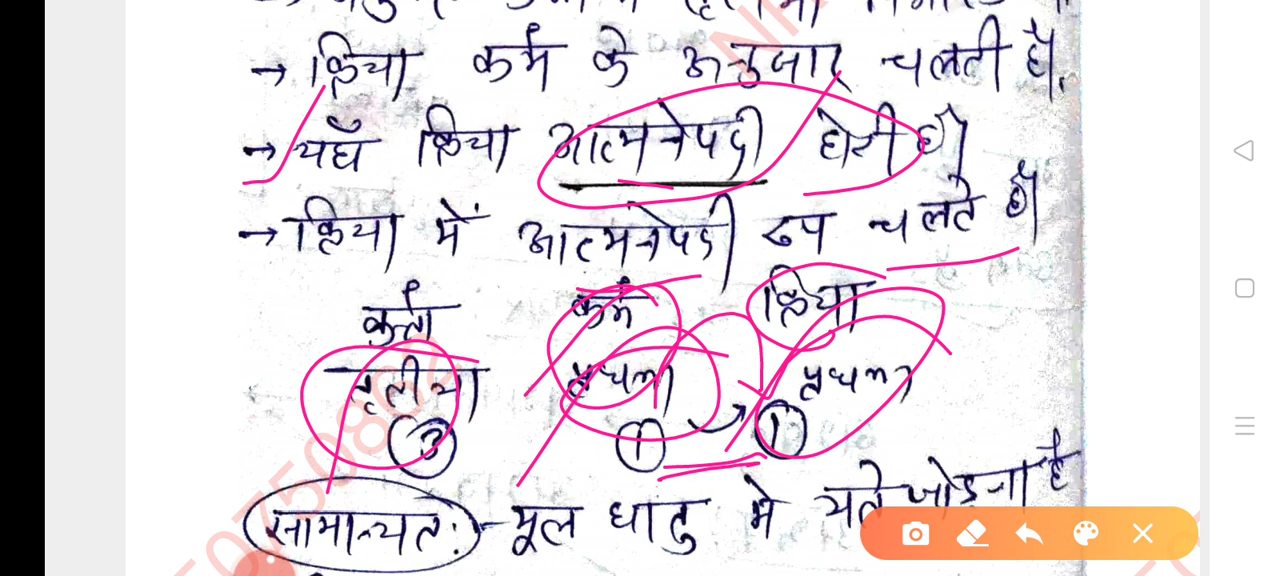 → क्रिया कर्म के अनुसार चलती है।
→ यहाँ क्रिया आत्मनेपदी होती है।
→ क्रिया में आत्मनेपदी रूप चलते हैं
कर्ता कर्म क्रिया
तृतीया प्रथमा प्रथमा
③ ① → ①
सामान्यत: - मूल धातु में यते जोड़ना है